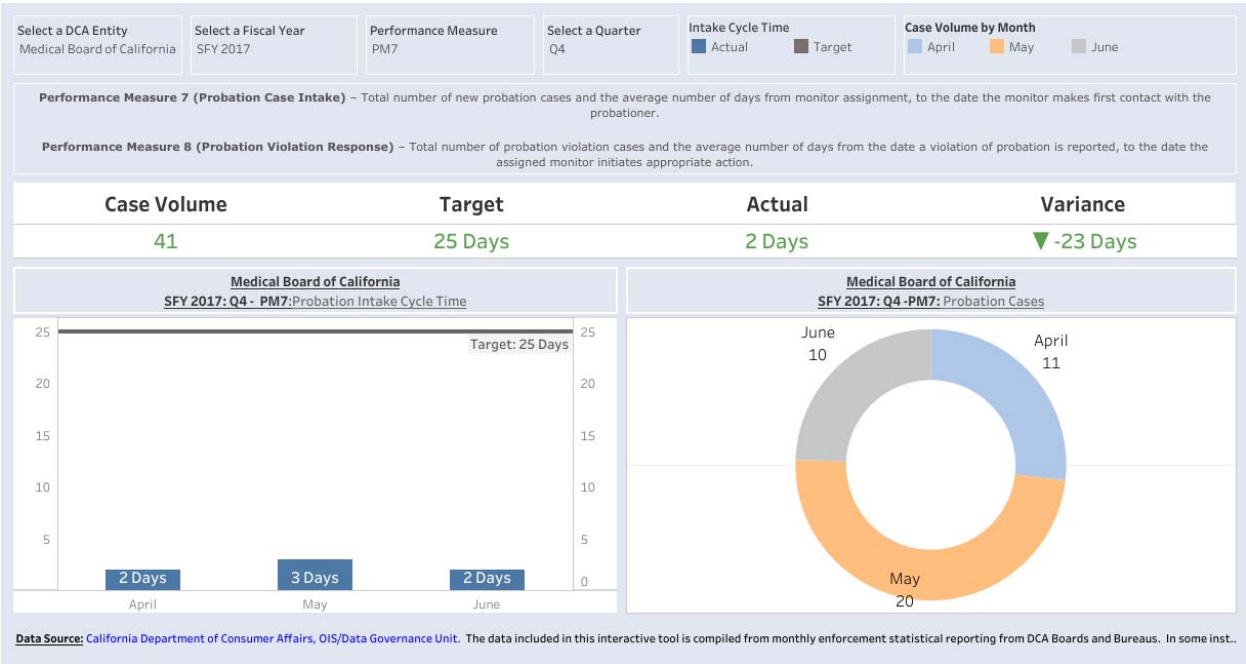 Select a DCA Entity
Medical Board of California
Select a Fiscal Year
SFY 2017
Performance Measure
PM7
Select a Quarter
Q4
Intake Cycle Time
Actual Target
Case Volume by Month
April May June
Performance Measure 7 (Probation Case Intake) – Total number of new probation cases and the average number of days from monitor assignment, to the date the monitor makes first contact with the
probationer.
Performance Measure 8 (Probation Violation Response) – Total number of probation violation cases and the average number of days from the date a violation of probation is reported, to the date the
assigned monitor initiates appropriate action.
Case Volume Target Actual Variance
41 25 Days 2 Days ▼ -23 Days
Medical Board of California
SFY 2017: Q4 - PM7:Probation Intake Cycle Time
25 25
Target: 25 Days
20 20
15 15
10 10
5 5
2 Days 3 Days 2 Days 0
April May June
Medical Board of California
SFY 2017: Q4 -PM7: Probation Cases
June
10
April
11
May
20
Data Source: California Department of Consumer Affairs, OIS/Data Governance Unit. The data included in this interactive tool is compiled from monthly enforcement statistical reporting from DCA Boards and Bureaus. In some inst..